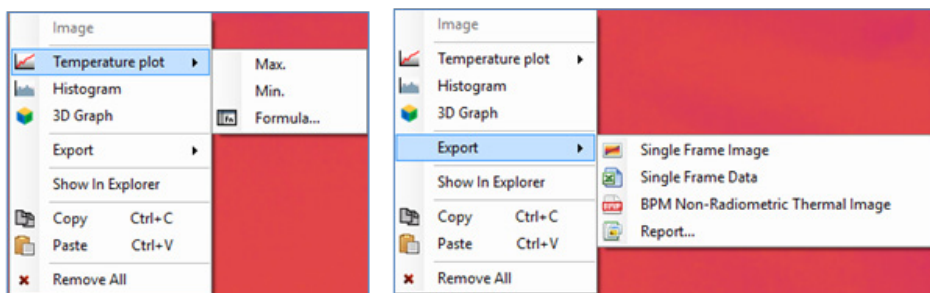 Image
Temperature plot
Max.
Histogram
Min.
3D Graph
Formula...
Export
Show In Explorer
Copy Ctrl+C
Paste Ctrl+V
Remove All
Image
Temperature plot
Histogram
3D Graph
Export
Single Frame Image
Show In Explorer
Single Frame Data
BPM Non-Radiometric Thermal Image
Copy Ctrl+C
Report...
Paste Ctrl+V
Remove All